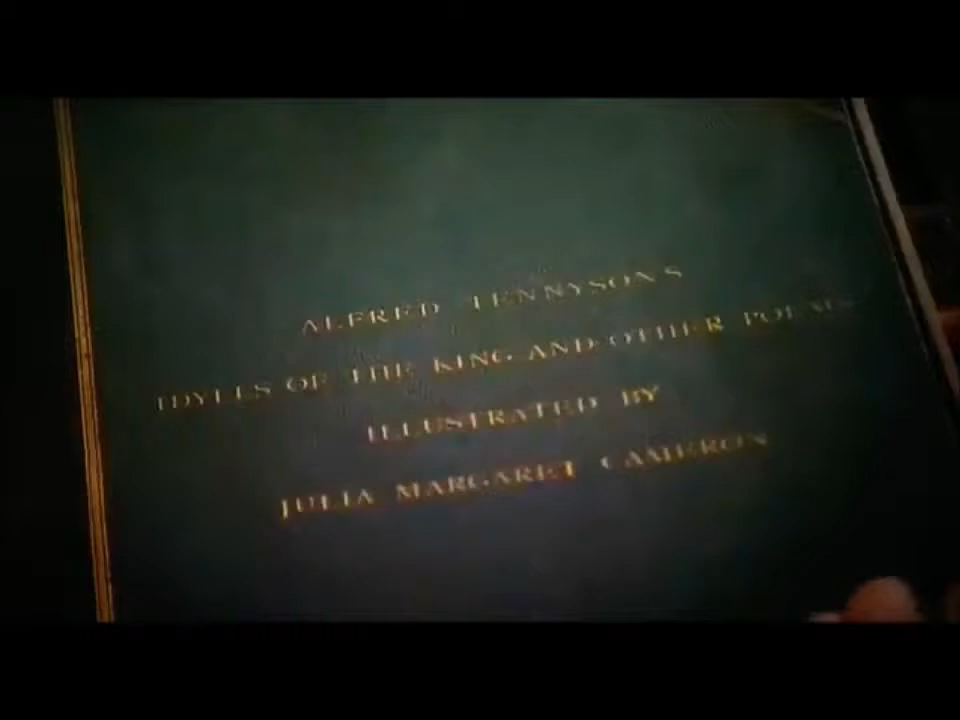 ALFRED TENNYSON'S
IDYLLS OF THE KING AND OTHER POEMS
ILLUSTRATED BY
JULIA MARGARET CAMERON